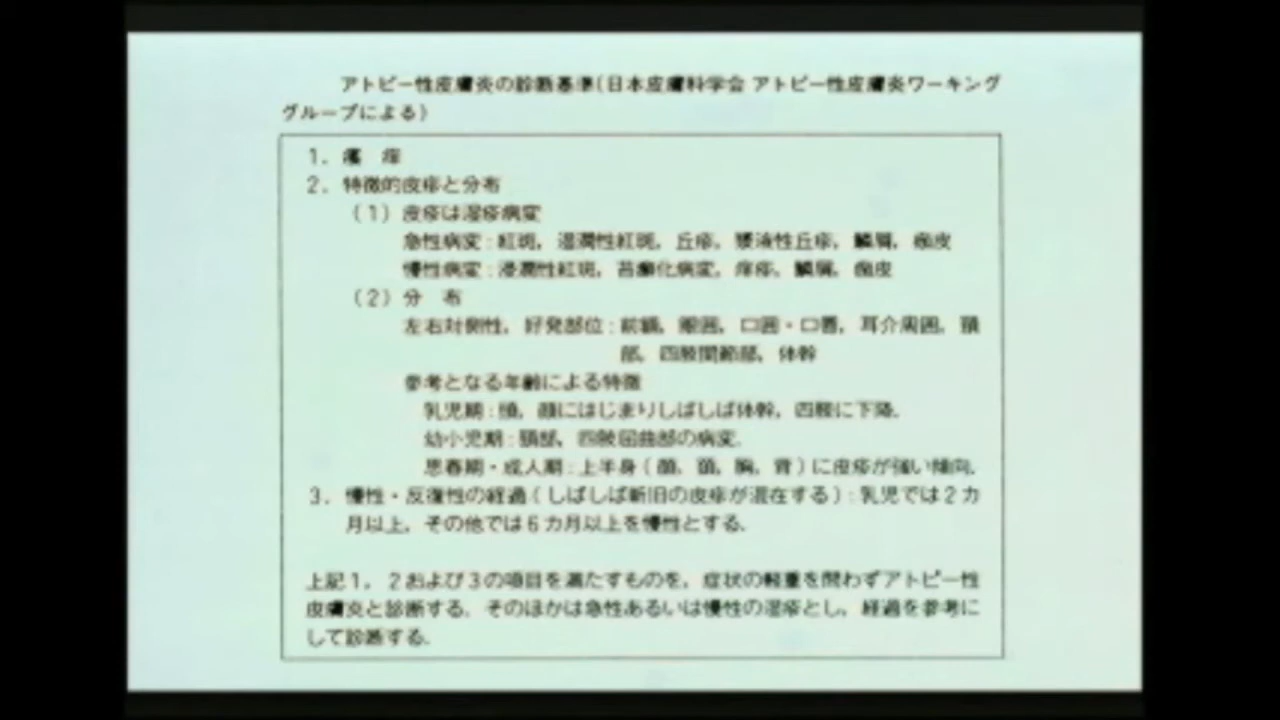 アトピー性皮膚炎の診断基準(日本皮膚科学会 アトピー性皮膚炎ワーキング
グループによる)
1. 瘙 痒
2. 特徴的皮疹と分布
(1)皮疹は湿疹病変
急性病変:紅斑, 湿潤性紅斑, 丘疹, 漿液性丘疹, 鱗屑, 痂皮
慢性病変:浸潤性紅斑, 苔癬化病変, 痒疹, 鱗屑, 痂皮
(2)分 布
左右対側性, 好発部位:前額, 眼囲, 口囲・口唇, 耳介周囲, 頸
部, 四肢関節部, 体幹
参考となる年齢による特徴
乳児期:頭, 顔にはじまりしばしば体幹, 四肢に下降.
幼小児期:頸部, 四肢屈曲部の病変.
思春期・成人期:上半身(顔, 頸, 胸, 背)に皮疹が強い傾向.
3. 慢性・反復性の経過(しばしば新旧の皮疹が混在する):乳児では2カ
月以上, その他では6カ月以上を慢性とする.
上記1, 2および3の項目を満たすものを, 症状の軽重を問わずアトピー性
皮膚炎と診断する. そのほかは急性あるいは慢性の湿疹とし, 経過を参考に
して診断する.